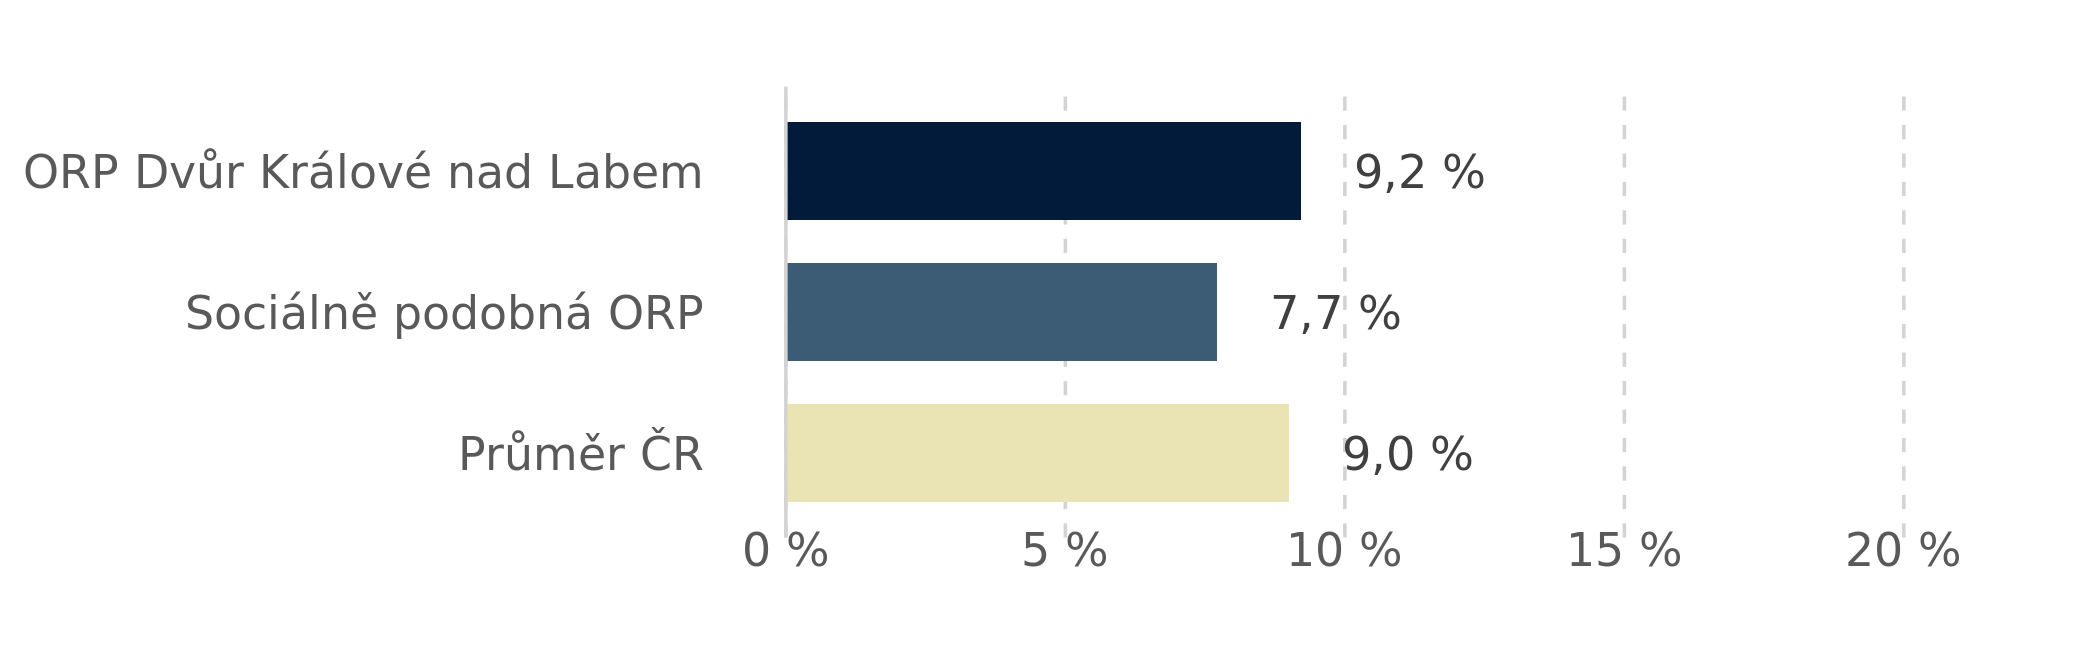 ORP Dvůr Králové nad Labem 9,2 %
Sociálně podobná ORP 7,7 %
Průměr ČR 9,0 %
0 % 5 % 10 % 15 % 20 %